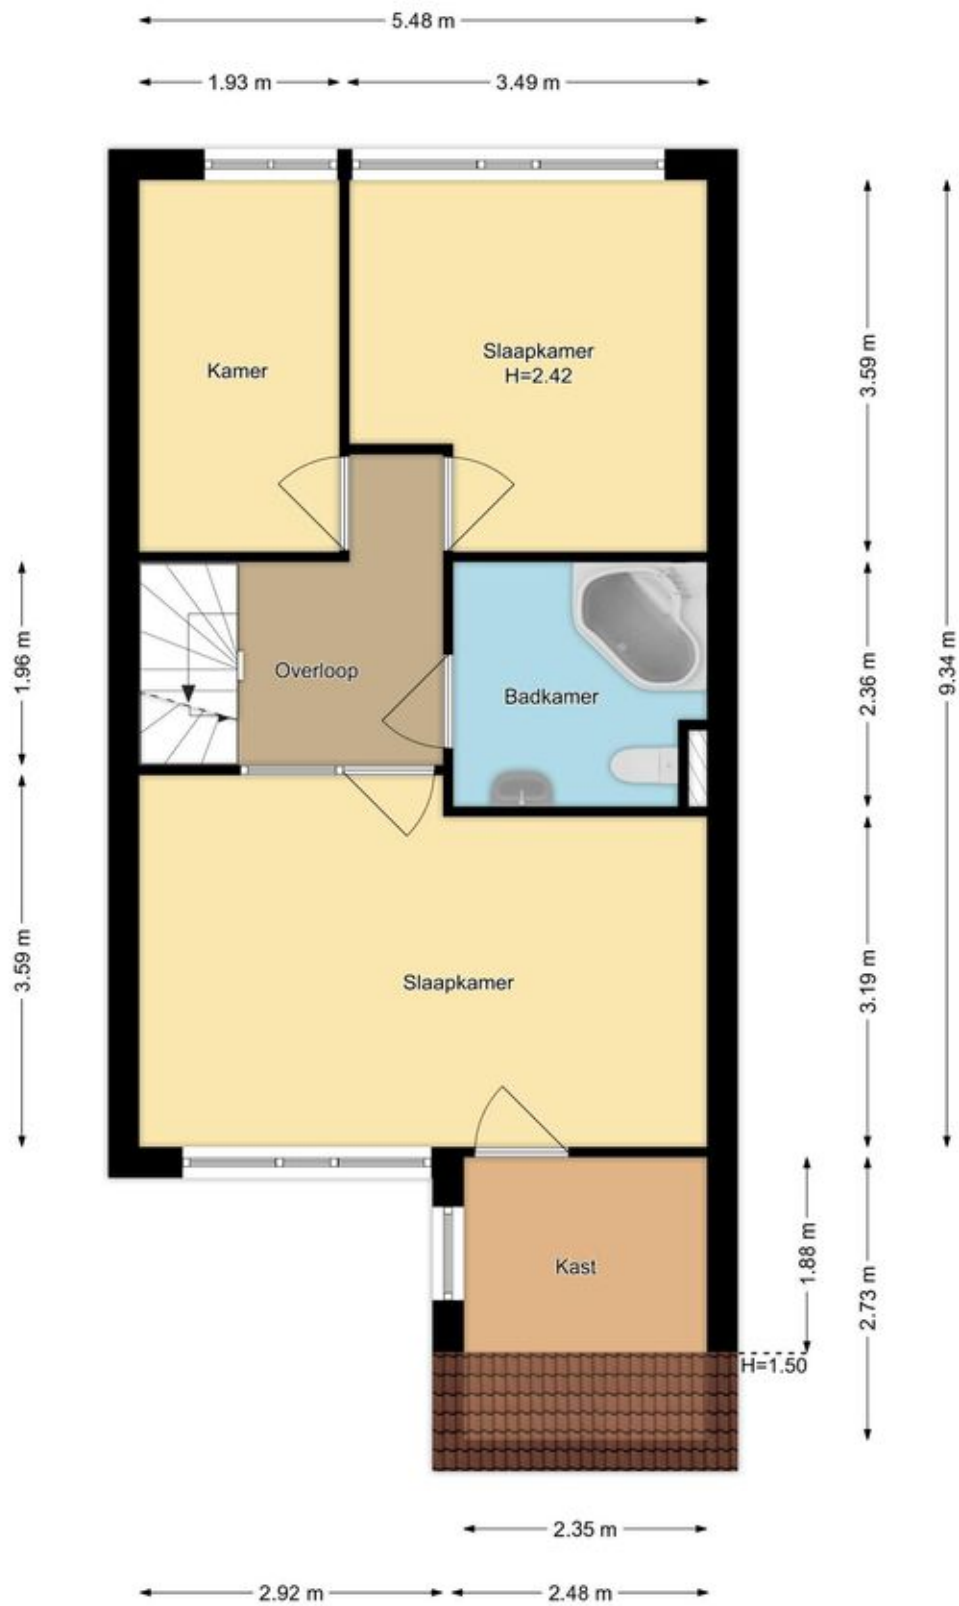 5.48 m
1.93 m
3.49 m
Kamer
Slaapkamer
H=2.42
3.59 m
9.34 m
1.96 m
Overloop
Badkamer
2.36 m
3.59 m
Slaapkamer
3.19 m
Kast
1.88 m
2.73 m
H=1.50
2.35 m
2.92 m
2.48 m